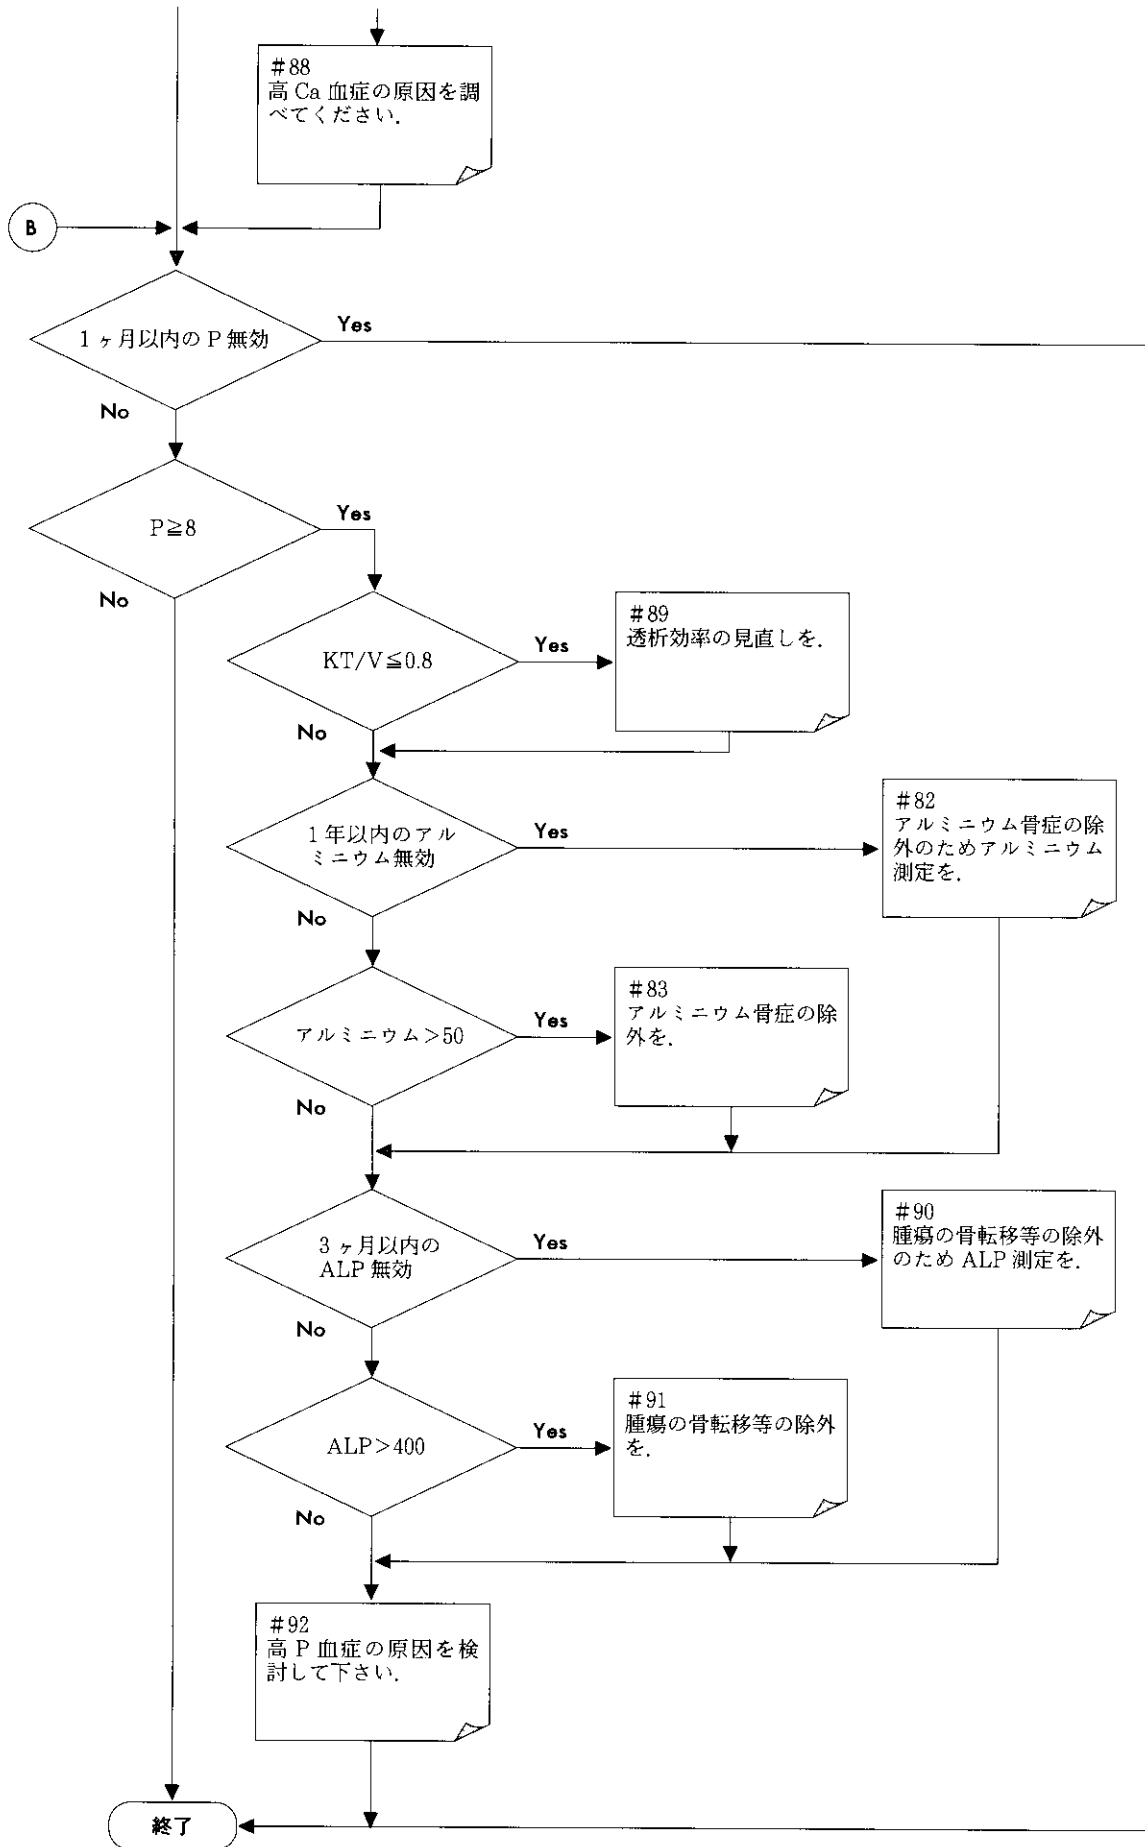 #88
高 Ca 血症の原因を調
べてください.
B
1ヶ月以内の P 無効
Yes
No
P≧8
Yes
No
KT/V≦0.8
Yes
No
#89
透析効率の見直しを.
1年以内のアル
ミニウム無効
Yes
No
#82
アルミニウム骨症の除
外のためアルミニウム
測定を.
アルミニウム>50
Yes
No
#83
アルミニウム骨症の除
外を.
3ヶ月以内の
ALP 無効
Yes
No
#90
腫瘍の骨転移等の除外
のため ALP 測定を.
ALP>400
Yes
No
#91
腫瘍の骨転移等の除外
を.
#92
高 P 血症の原因を検
討して下さい.
終了